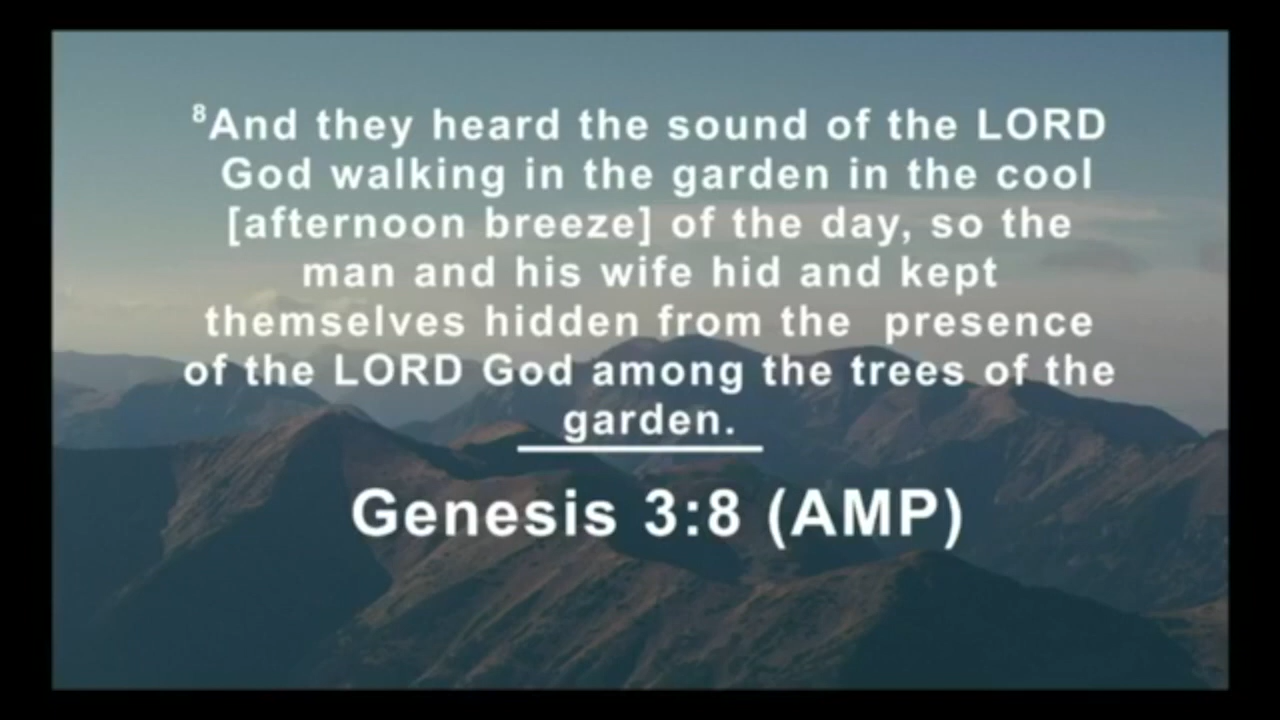 ⁸And they heard the sound of the LORD
God walking in the garden in the cool
[afternoon breeze] of the day, so the
man and his wife hid and kept
themselves hidden from the  presence
of the LORD God among the trees of the
garden.
Genesis 3:8 (AMP)